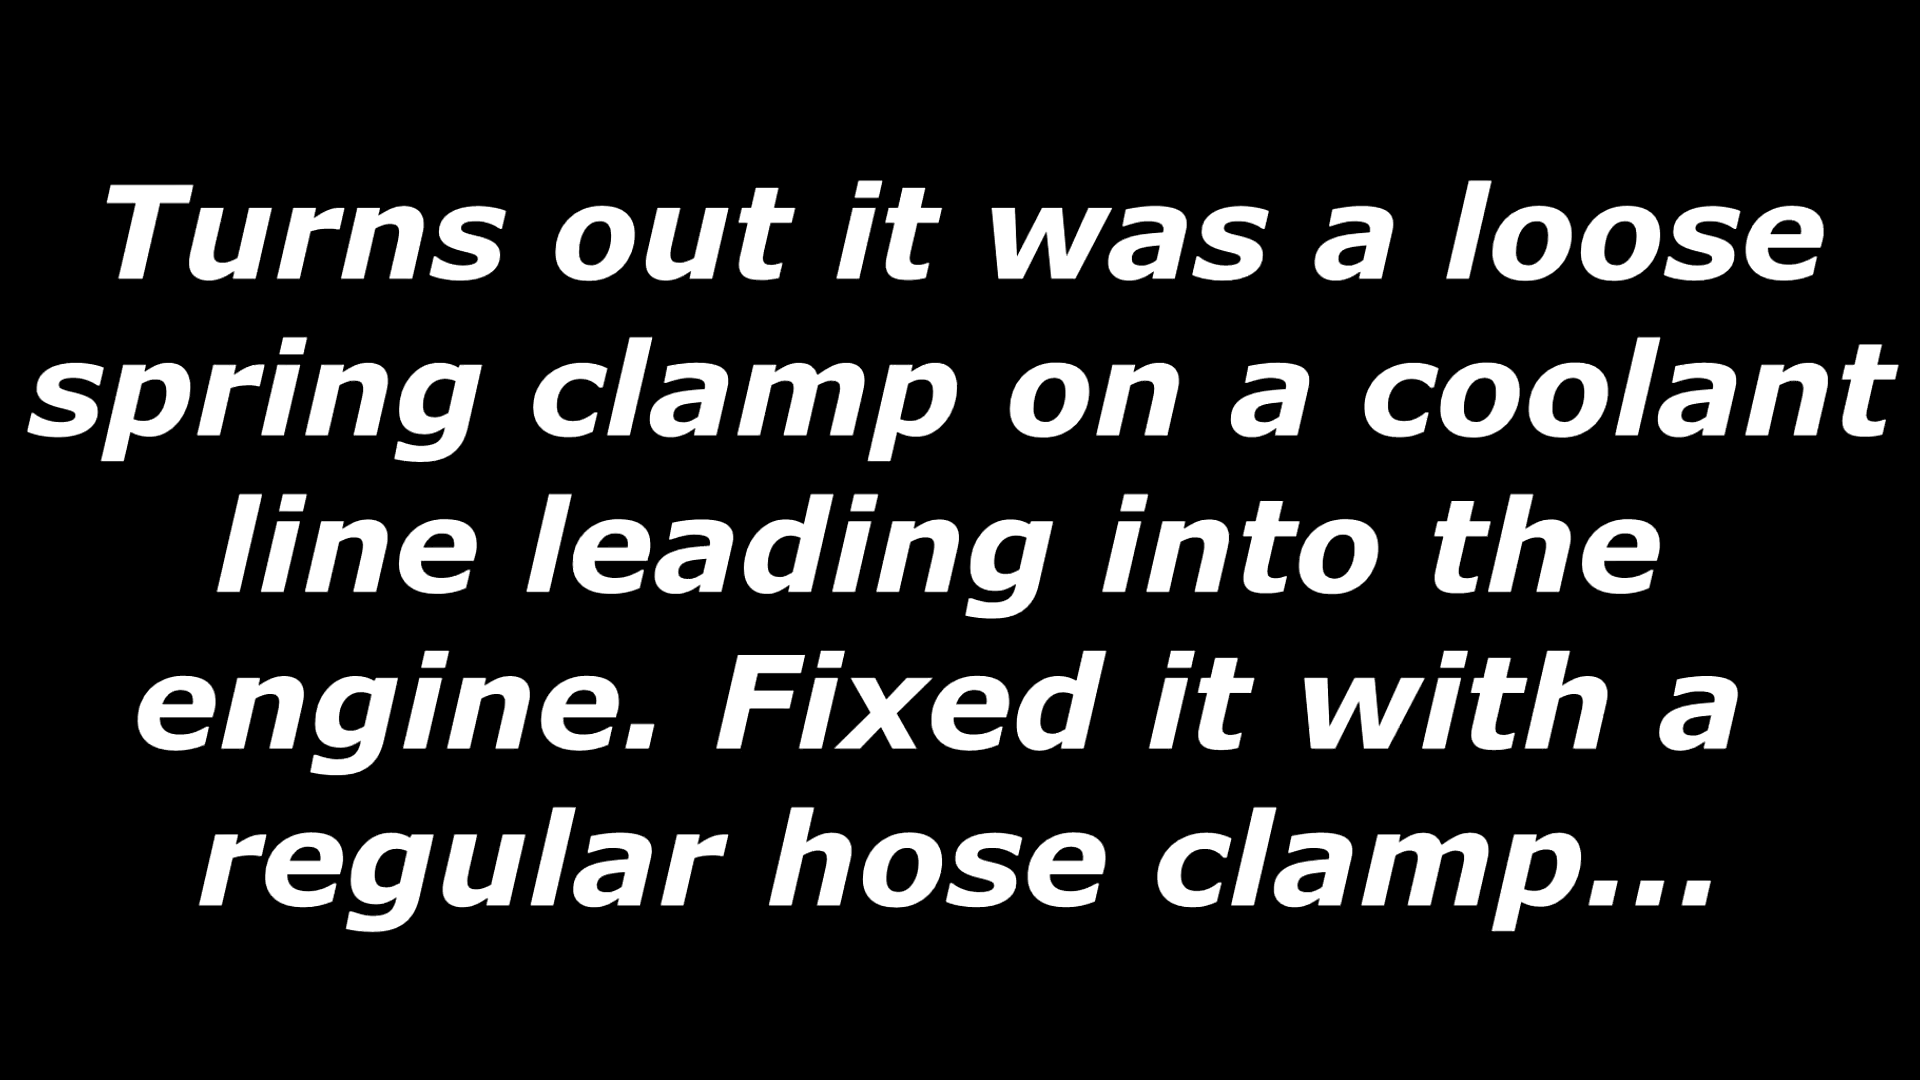 Turns out it was a loose
spring clamp on a coolant
line leading into the
engine. Fixed it with a
regular hose clamp...